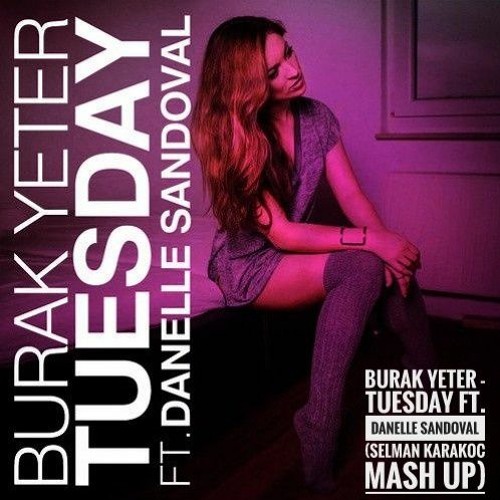 BURAK YETER
TUESDAY
FT. DANELLE SANDOVAL
BURAK YETER -
TUESDAY FT.
DANELLE SANDOVAL
(SELMAN KARAKOC
MASH UP)